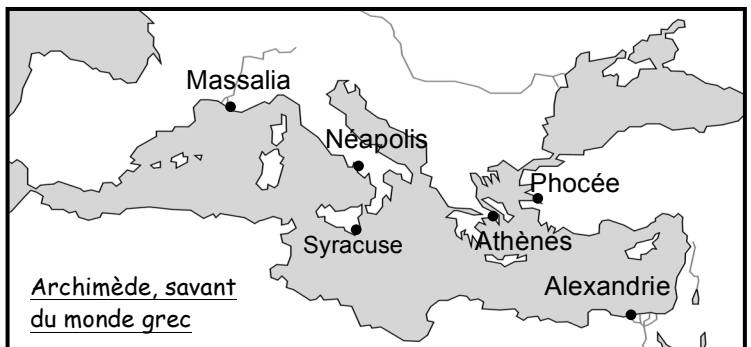 Massalia
Néapolis
Phocée
Syracuse
Athènes
Alexandrie
Archimède, savant
du monde grec